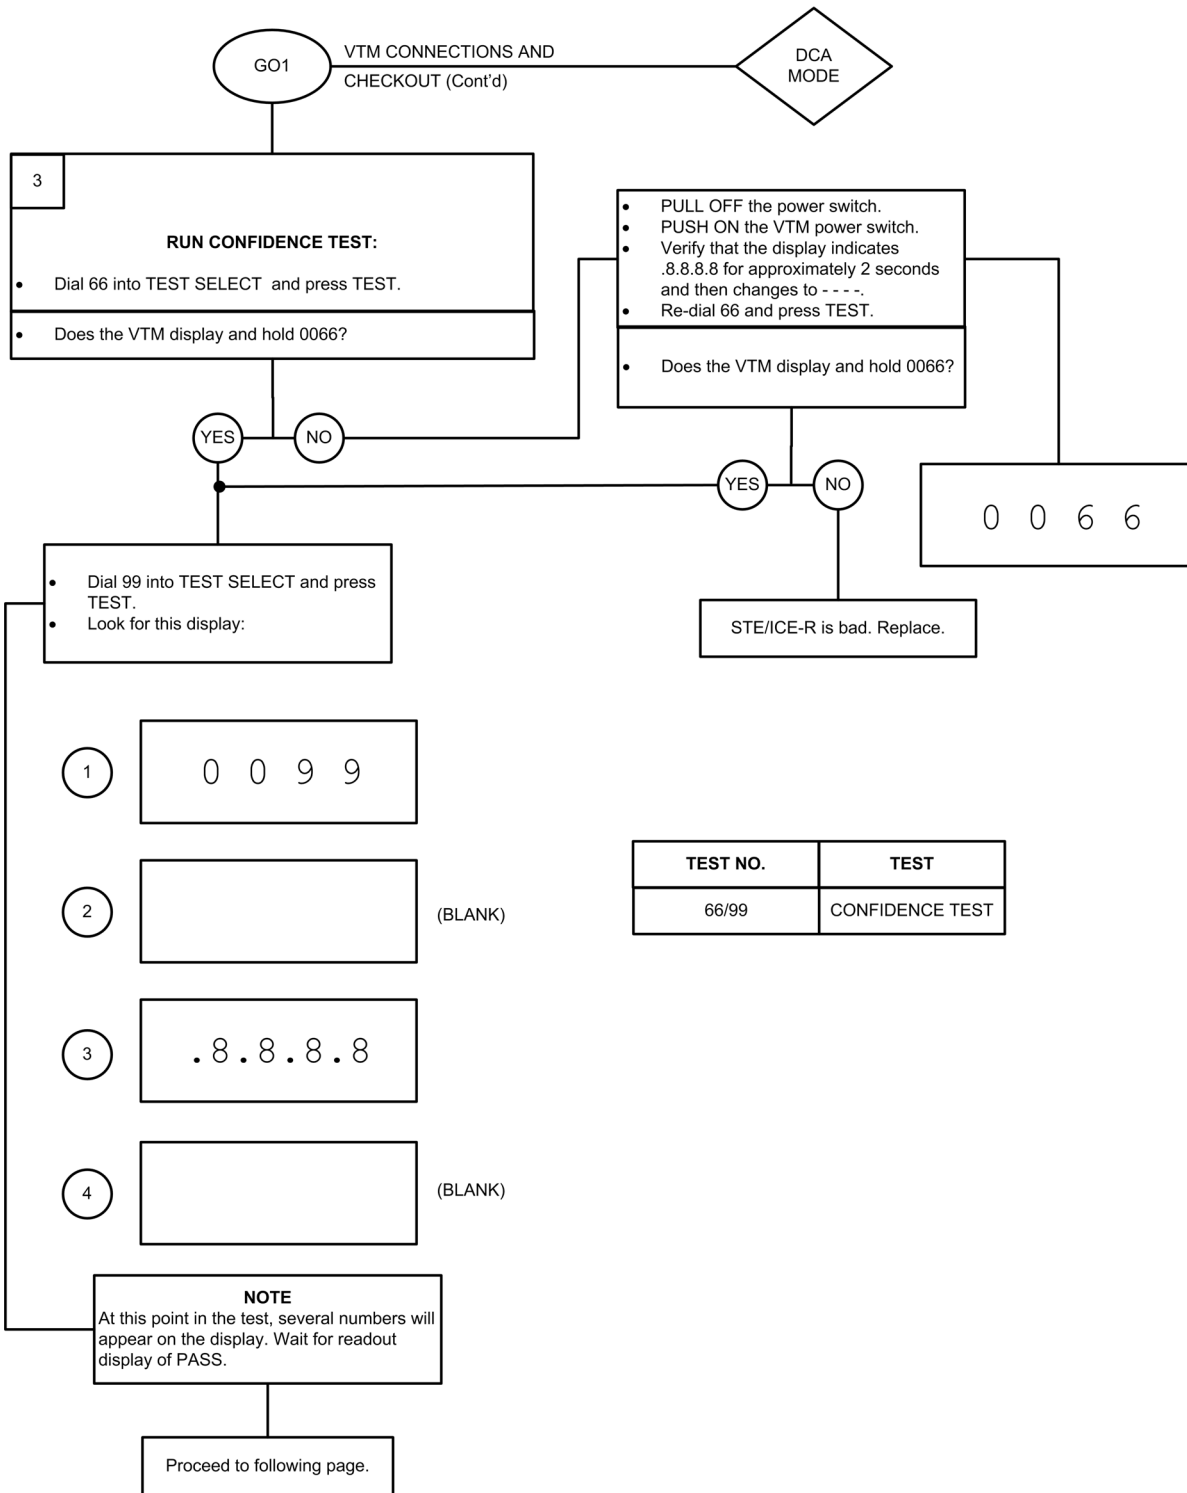 GO1
VTM CONNECTIONS AND
CHECKOUT (Cont'd)
DCA
MODE
3
RUN CONFIDENCE TEST:
• Dial 66 into TEST SELECT and press TEST.
• Does the VTM display and hold 0066?
• PULL OFF the power switch.
• PUSH ON the VTM power switch.
• Verify that the display indicates
.8.8.8.8 for approximately 2 seconds
and then changes to - - - -.
• Re-dial 66 and press TEST.
• Does the VTM display and hold 0066?
YES
NO
YES
NO
0 0 6 6
STE/ICE-R is bad. Replace.
• Dial 99 into TEST SELECT and press
TEST.
• Look for this display:
1
0 0 9 9
2
(BLANK)
3
.8.8.8.8
4
(BLANK)
TEST NO. TEST
66/99 CONFIDENCE TEST
NOTE
At this point in the test, several numbers will
appear on the display. Wait for readout
display of PASS.
Proceed to following page.